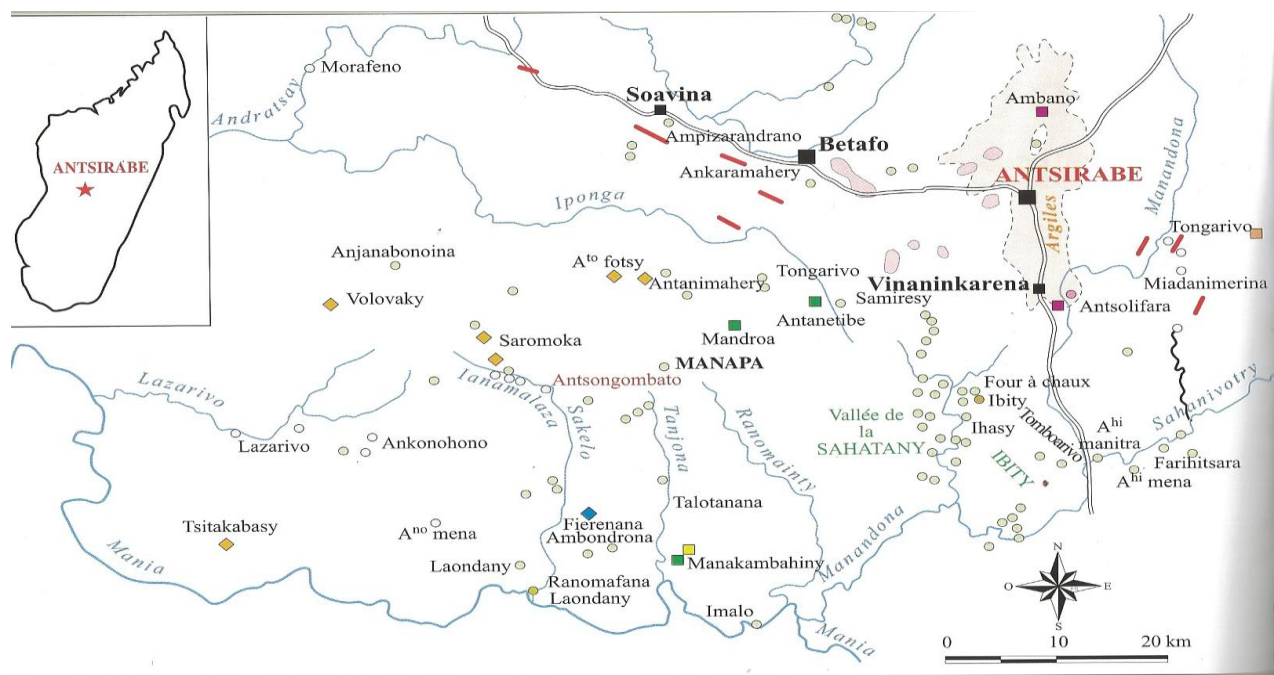 ANTSIRABE
Morafeno
Andratsay
Soavina
Ampizarandrano
Betafo
Ankaramahery
Ambano
ANTSIRABE
Argiles
Manandona
Iponga
Tongarivo
Anjanabonoina
Ato fotsy
Antanimahery
Tongarivo
Vinaninkarena
Miadanimerina
Volovaky
Samiresy
Antsolifara
Antanetibe
Saromoka
Mandroa
MANAPA
Lazarivo
Ianamalaza
Antsongombato
Four à chaux
Ibity
Sahanivotry
Sakelo
Tanjona
Ranomainty
Vallée de
la
SAHATANY
Ihasy
Tomboarivo
Ahi
manitra
Lazarivo
Ankonohono
IBITY
Farihitsara
Ahi mena
Talotanana
Tsitakabasy
Ano mena
Fierenana
Ambondrona
Manandona
Mania
Laondany
Manakambahiny
Ranomafana
Laondany
Imalo
Mania
N
O
E
S
0
10
20 km